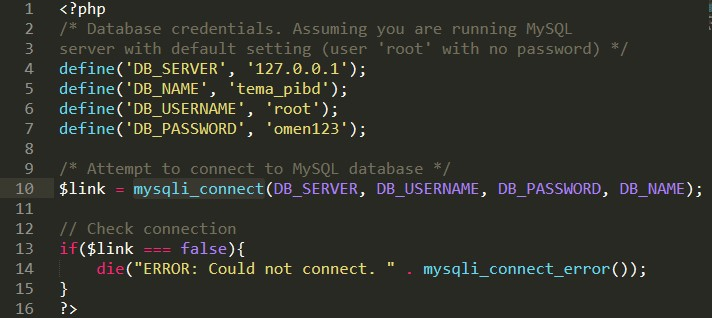 1 <?php
2 /* Database credentials. Assuming you are running MySQL
3 server with default setting (user 'root' with no password) */
4 define('DB_SERVER', '127.0.0.1');
5 define('DB_NAME', 'tema_pibd');
6 define('DB_USERNAME', 'root');
7 define('DB_PASSWORD', 'omen123');
8
9 /* Attempt to connect to MySQL database */
10 $link = mysqli_connect(DB_SERVER, DB_USERNAME, DB_PASSWORD, DB_NAME);
11
12 // Check connection
13 if($link === false){
14     die("ERROR: Could not connect. " . mysqli_connect_error());
15 }
16 ?>